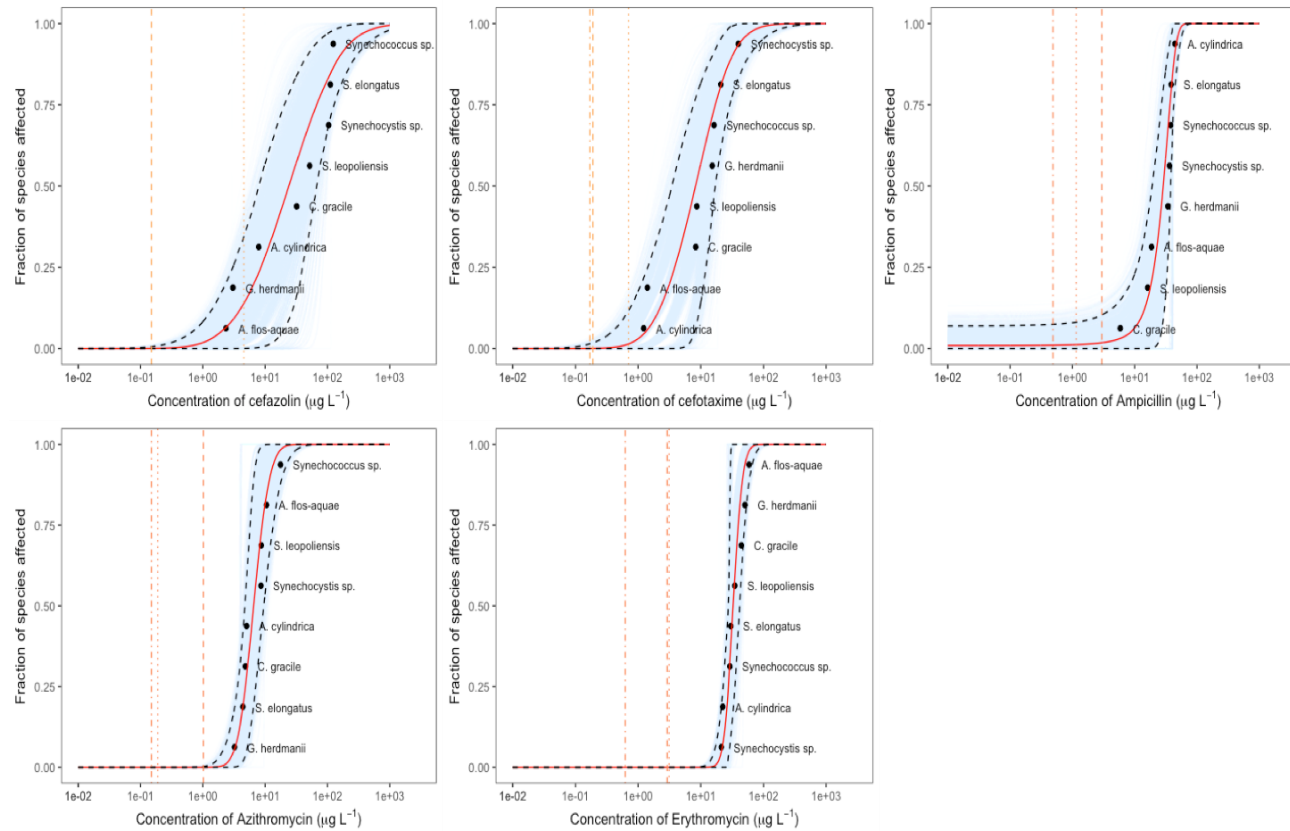 Fraction of species affected
1.00
0.75
0.50
0.25
0.00
Synechococcus sp.
S. elongatus
Synechocystis sp.
S. leopoliensis
C. gracile
A. cylindrica
G. herdmanii
A. flos-aquae
1e-02 1e-01 1e+00 1e+01 1e+02 1e+03
Concentration of cefazolin (μg L⁻¹)
Fraction of species affected
1.00
0.75
0.50
0.25
0.00
Synechocystis sp.
S. elongatus
Synechococcus sp.
G. herdmanii
S. leopoliensis
C. gracile
A. flos-aquae
A. cylindrica
1e-02 1e-01 1e+00 1e+01 1e+02 1e+03
Concentration of cefotaxime (μg L⁻¹)
Fraction of species affected
1.00
0.75
0.50
0.25
0.00
A. cylindrica
S. elongatus
Synechococcus sp.
Synechocystis sp.
G. herdmanii
A. flos-aquae
S. leopoliensis
C. gracile
1e-02 1e-01 1e+00 1e+01 1e+02 1e+03
Concentration of Ampicillin (μg L⁻¹)
Fraction of species affected
1.00
0.75
0.50
0.25
0.00
Synechococcus sp.
A. flos-aquae
S. leopoliensis
Synechocystis sp.
A. cylindrica
C. gracile
S. elongatus
G. herdmanii
1e-02 1e-01 1e+00 1e+01 1e+02 1e+03
Concentration of Azithromycin (μg L⁻¹)
Fraction of species affected
1.00
0.75
0.50
0.25
0.00
A. flos-aquae
G. herdmanii
C. gracile
S. leopoliensis
S. elongatus
Synechococcus sp.
A. cylindrica
Synechocystis sp.
1e-02 1e-01 1e+00 1e+01 1e+02 1e+03
Concentration of Erythromycin (μg L⁻¹)